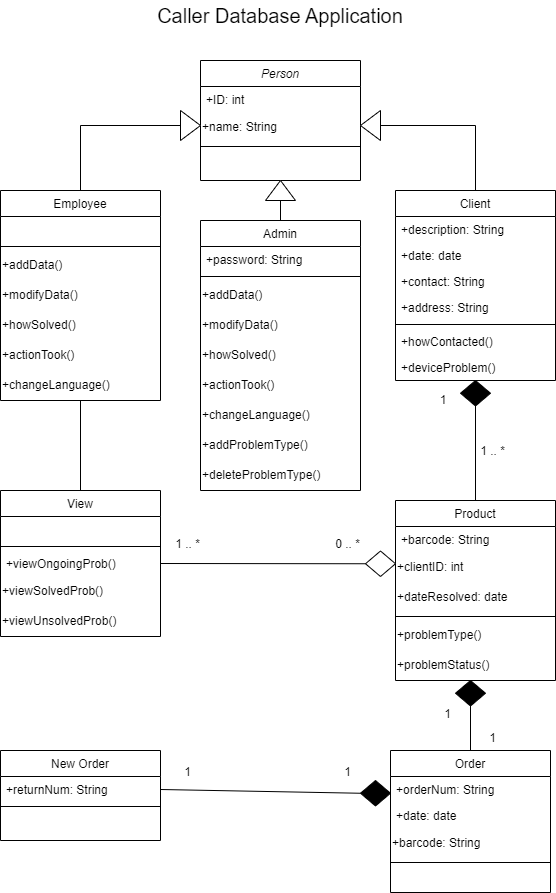 Caller Database Application
Person
+ID: int
+name: String
Employee
+addData()
+modifyData()
+howSolved()
+actionTook()
+changeLanguage()
Admin
+password: String
+addData()
+modifyData()
+howSolved()
+actionTook()
+changeLanguage()
+addProblemType()
+deleteProblemType()
Client
+description: String
+date: date
+contact: String
+address: String
+howContacted()
+deviceProblem()
1
1 .. *
View
+viewOngoingProb()
+viewSolvedProb()
+viewUnsolvedProb()
1 .. *
0 .. *
Product
+barcode: String
+clientID: int
+dateResolved: date
+problemType()
+problemStatus()
1
1
New Order
+returnNum: String
1
1
Order
+orderNum: String
+date: date
+barcode: String